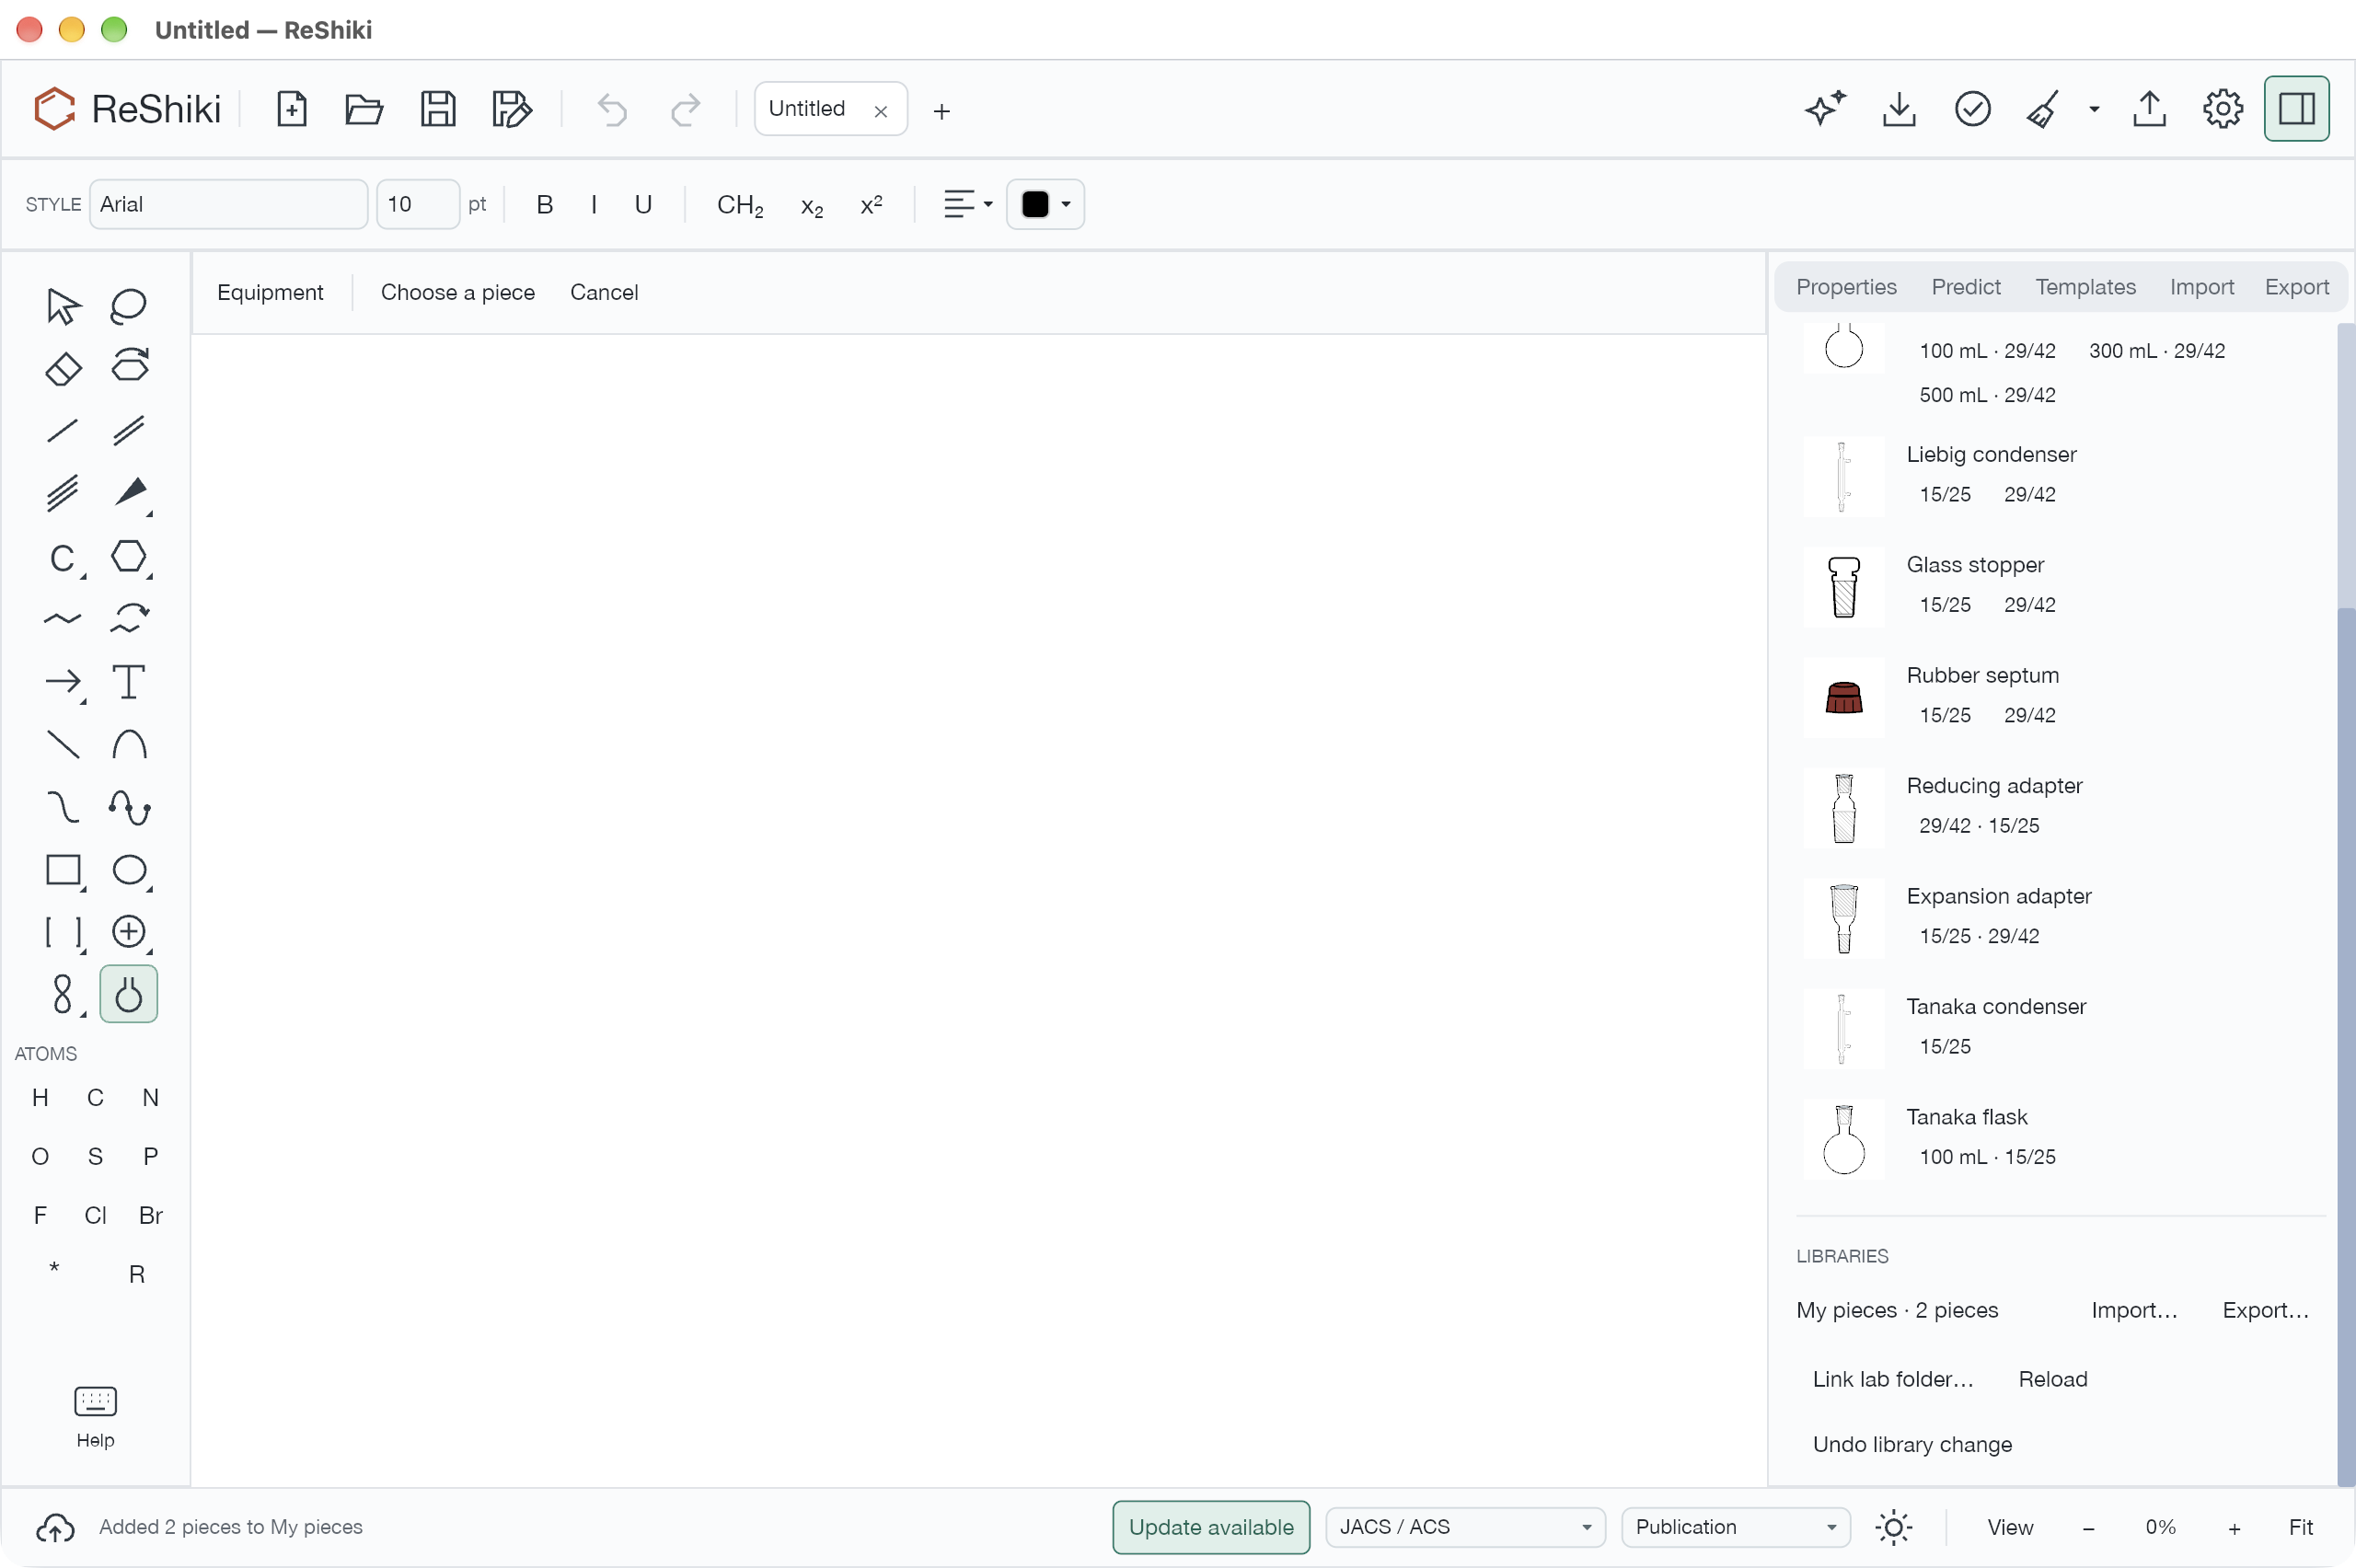 Untitled — ReShiki
ReShiki
Untitled
STYLE Arial 10 pt B I U CH₂ x₂ x²
Equipment Choose a piece Cancel
Properties Predict Templates Import Export
100 mL · 29/42 300 mL · 29/42
500 mL · 29/42
Liebig condenser
15/25 29/42
Glass stopper
15/25 29/42
Rubber septum
15/25 29/42
Reducing adapter
29/42 · 15/25
Expansion adapter
15/25 · 29/42
Tanaka condenser
15/25
Tanaka flask
100 mL · 15/25
LIBRARIES
My pieces · 2 pieces Import... Export...
Link lab folder... Reload
Undo library change
C
T
ATOMS
H C N
O S P
F Cl Br
* R
Help
Added 2 pieces to My pieces
Update available JACS / ACS Publication View − 0% + Fit